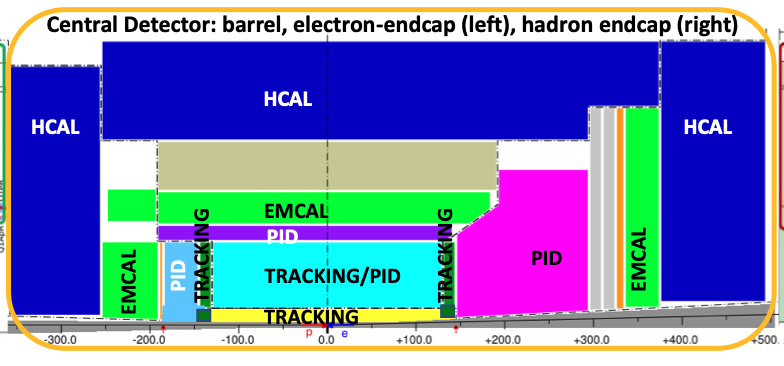 Central Detector: barrel, electron-endcap (left), hadron endcap (right)
HCAL
HCAL
HCAL
EMCAL
PID
TRACKING
TRACKING
EMCAL
PID
TRACKING/PID
PID
EMCAL
TRACKING
p e
-300.0 -200.0 -100.0 0.0 +100.0 +200.0 +300.0 +400.0 +500.